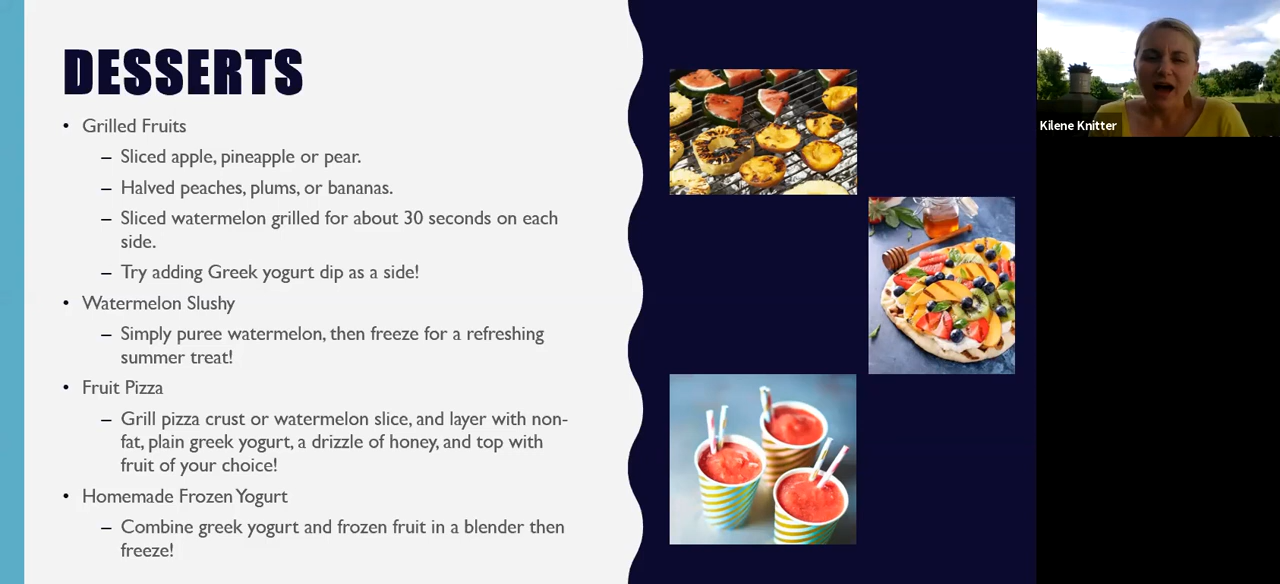 DESSERTS
• Grilled Fruits
– Sliced apple, pineapple or pear.
– Halved peaches, plums, or bananas.
– Sliced watermelon grilled for about 30 seconds on each
side.
– Try adding Greek yogurt dip as a side!
• Watermelon Slushy
– Simply puree watermelon, then freeze for a refreshing
summer treat!
• Fruit Pizza
– Grill pizza crust or watermelon slice, and layer with non-
fat, plain greek yogurt, a drizzle of honey, and top with
fruit of your choice!
• Homemade Frozen Yogurt
– Combine greek yogurt and frozen fruit in a blender then
freeze!
Kilene Knitter